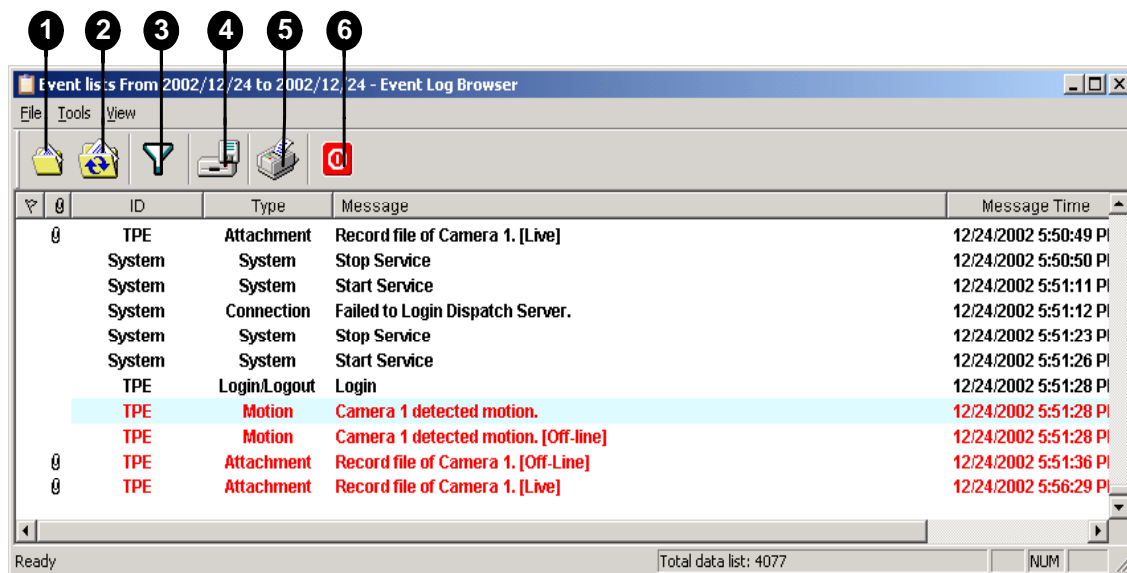 1 2 3 4 5 6
Event lists From 2002/12/24 to 2002/12/24 - Event Log Browser
File Tools View
ID Type Message Message Time
TPE Attachment Record file of Camera 1. [Live] 12/24/2002 5:50:49 P
System System Stop Service 12/24/2002 5:50:50 P
System System Start Service 12/24/2002 5:51:11 P
System Connection Failed to Login Dispatch Server. 12/24/2002 5:51:12 P
System System Stop Service 12/24/2002 5:51:23 P
System System Start Service 12/24/2002 5:51:26 P
TPE Login/Logout Login 12/24/2002 5:51:28 P
TPE Motion Camera 1 detected motion. 12/24/2002 5:51:28 P
TPE Motion Camera 1 detected motion. [Off-line] 12/24/2002 5:51:28 P
TPE Attachment Record file of Camera 1. [Off-Line] 12/24/2002 5:51:36 P
TPE Attachment Record file of Camera 1. [Live] 12/24/2002 5:56:29 P
Ready Total data list: 4077 NUM